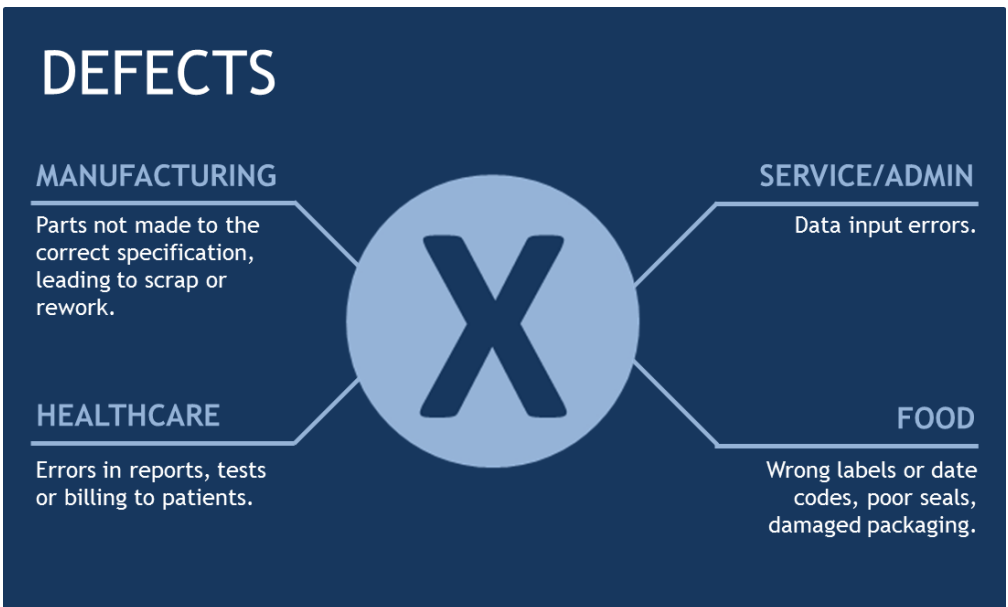 DEFECTS
MANUFACTURING
Parts not made to the
correct specification,
leading to scrap or
rework.
SERVICE/ADMIN
Data input errors.
X
HEALTHCARE
Errors in reports, tests
or billing to patients.
FOOD
Wrong labels or date
codes, poor seals,
damaged packaging.